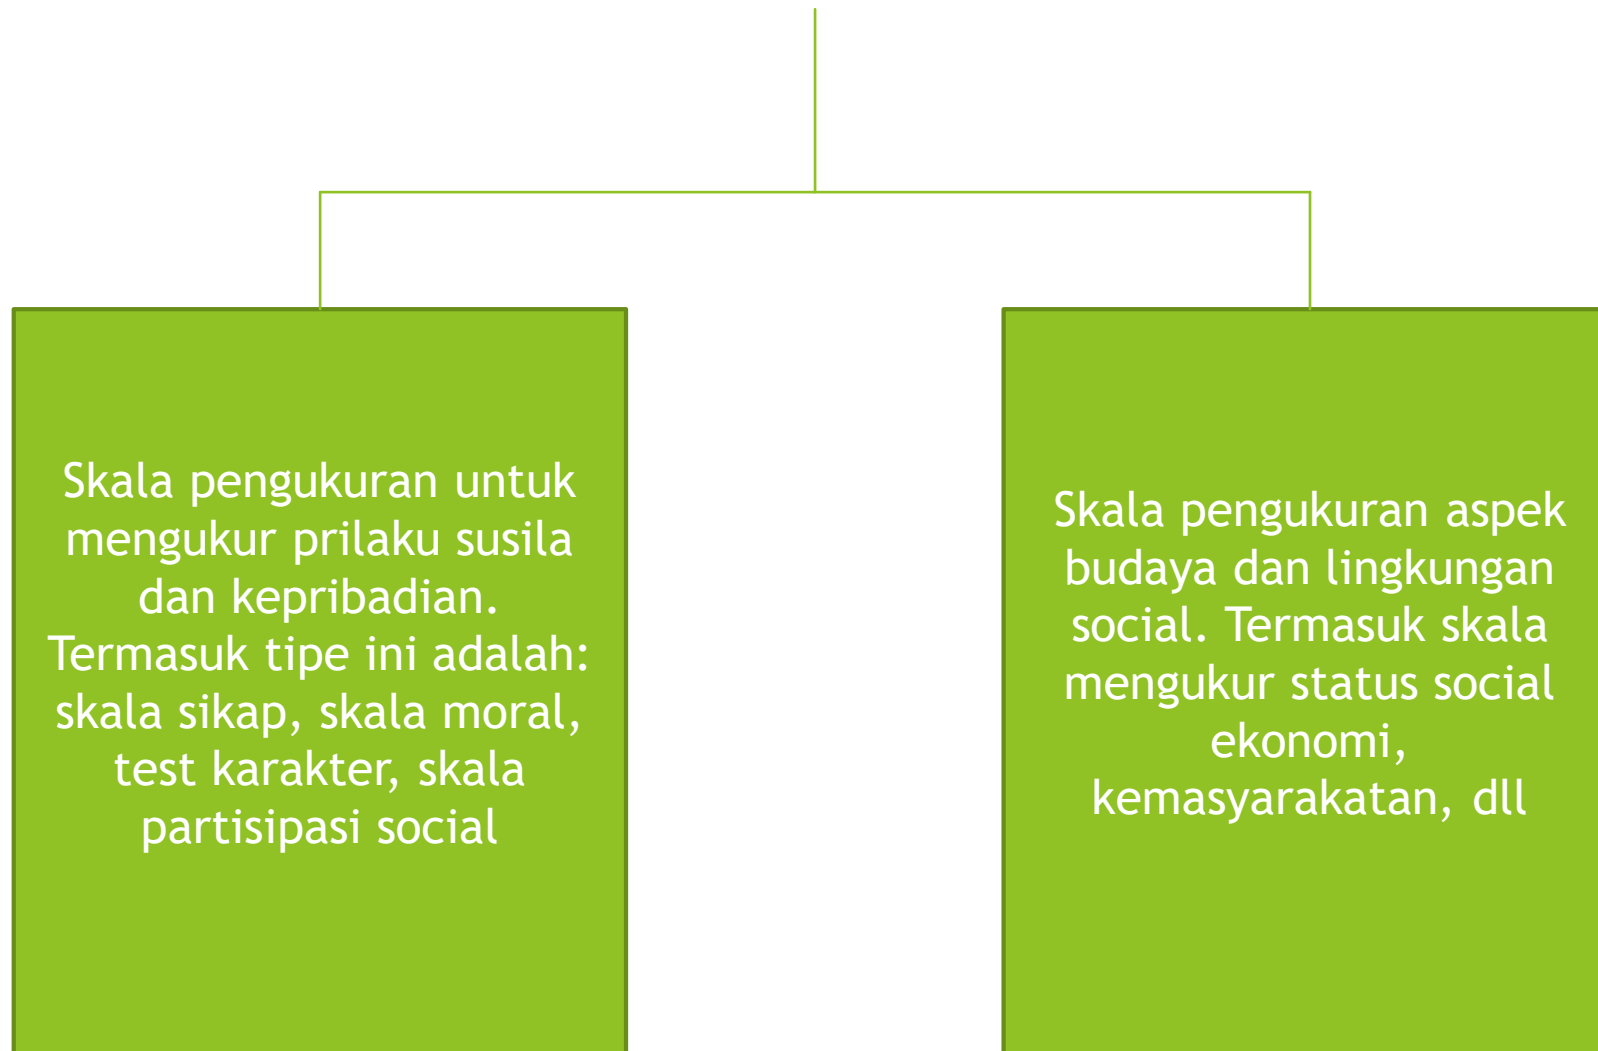 Skala pengukuran untuk
mengukur prilaku susila
dan kepribadian.
Termasuk tipe ini adalah:
skala sikap, skala moral,
test karakter, skala
partisipasi social
Skala pengukuran aspek
budaya dan lingkungan
social. Termasuk skala
mengukur status social
ekonomi,
kemasyarakatan, dll